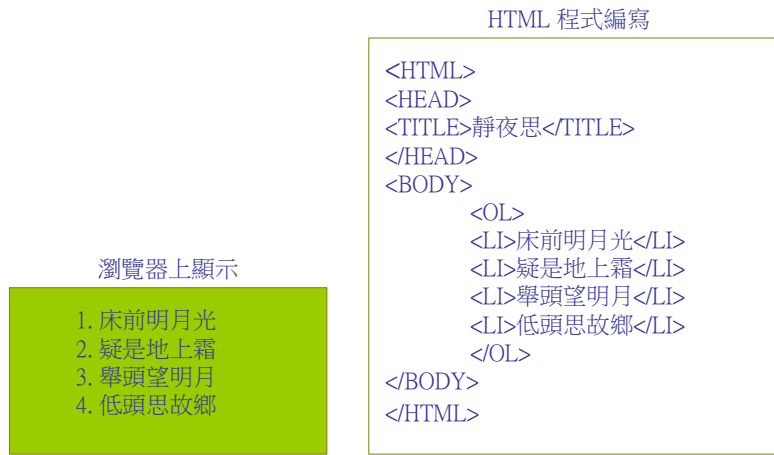 HTML 程式編寫
<HTML>
<HEAD>
<TITLE>靜夜思</TITLE>
</HEAD>
<BODY>
<OL>
<LI>床前明月光</LI>
<LI>疑是地上霜</LI>
<LI>舉頭望明月</LI>
<LI>低頭思故鄉</LI>
</OL>
</BODY>
</HTML>
瀏覽器上顯示
1. 床前明月光
2. 疑是地上霜
3. 舉頭望明月
4. 低頭思故鄉